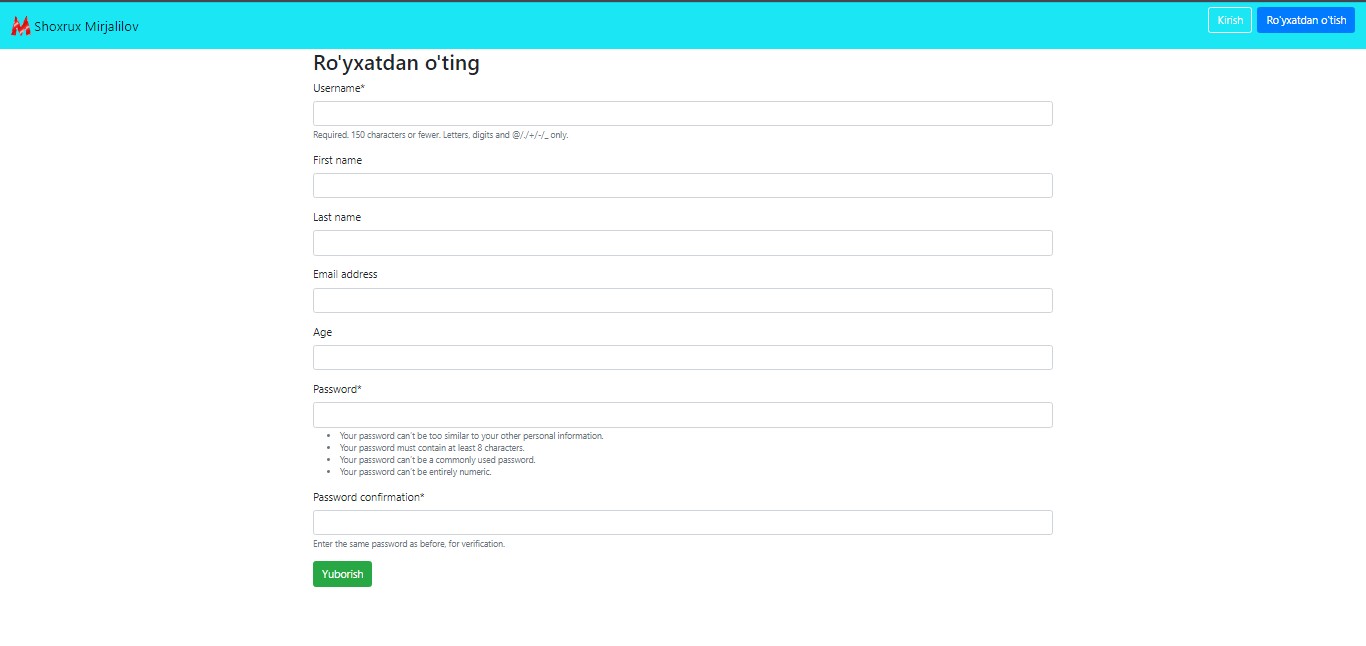 Shoxrux Mirjalilov
Kirish
Ro'yxatdan o'tish
Ro'yxatdan o'ting
Username*
Required. 150 characters or fewer. Letters, digits and @/./+/-/_ only.
First name
Last name
Email address
Age
Password*
Your password can't be too similar to your other personal information.
Your password must contain at least 8 characters.
Your password can't be a commonly used password.
Your password can't be entirely numeric.
Password confirmation*
Enter the same password as before, for verification.
Yuborish